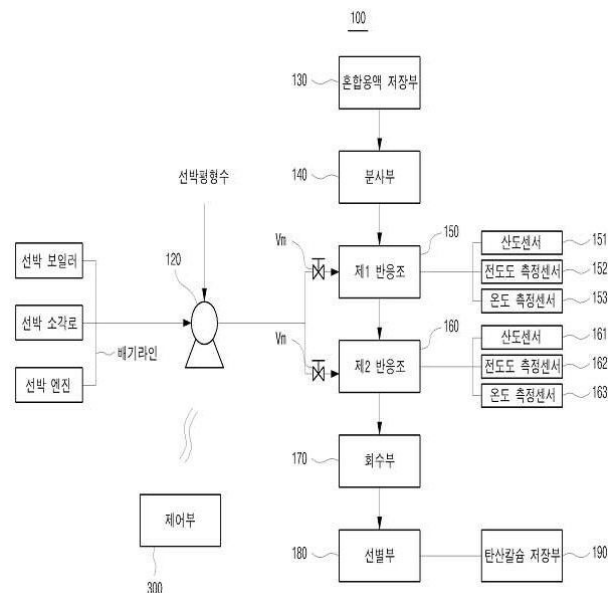 100
130
혼합용액 저장부
140
분사부
선박평형수
Vm
150
제1 반응조
산도센서
151
전도도 측정센서
152
온도 측정센서
153
선박 보일러
120
선박 소각로
배기라인
선박 엔진
Vm
160
제2 반응조
산도센서
161
전도도 측정센서
162
온도 측정센서
163
170
회수부
제어부
300
180
선별부
탄산칼슘 저장부
190